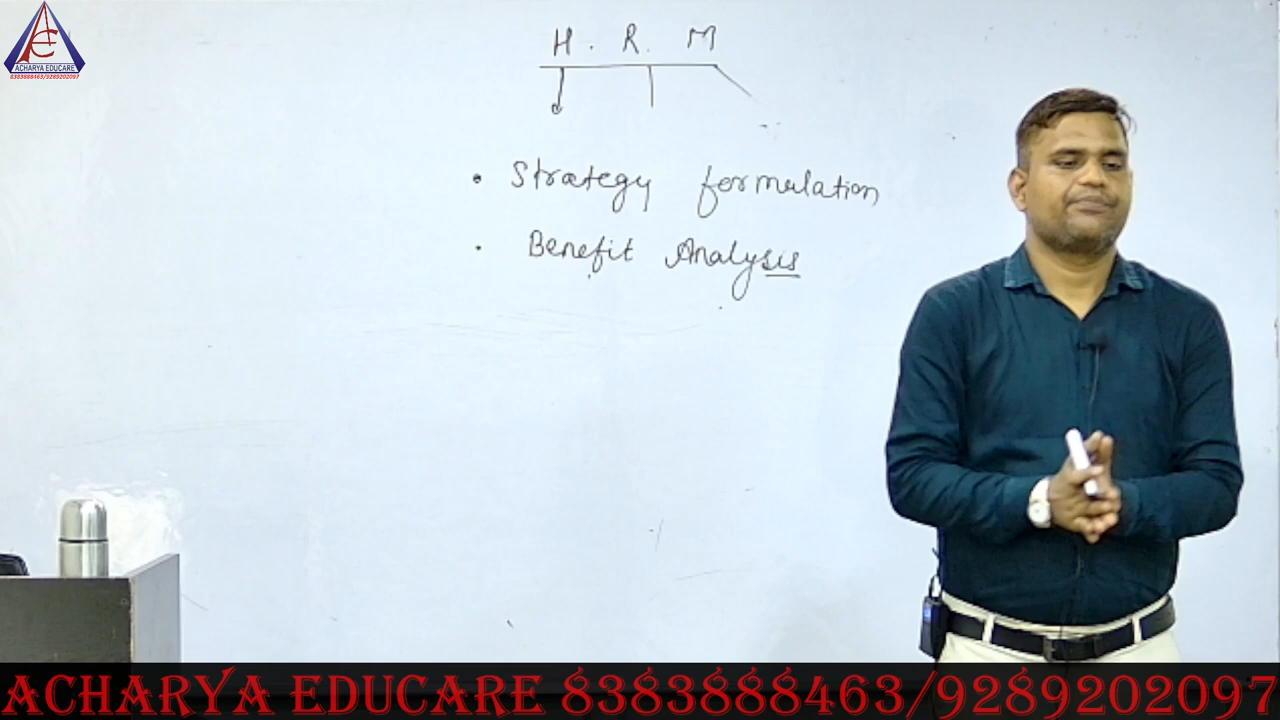 ACHARYA EDUCARE
8383888463/9289202097
H. R. M
• Strategy formulation
• Benefit Analysis
ACHARYA EDUCARE 8383888463/9289202097